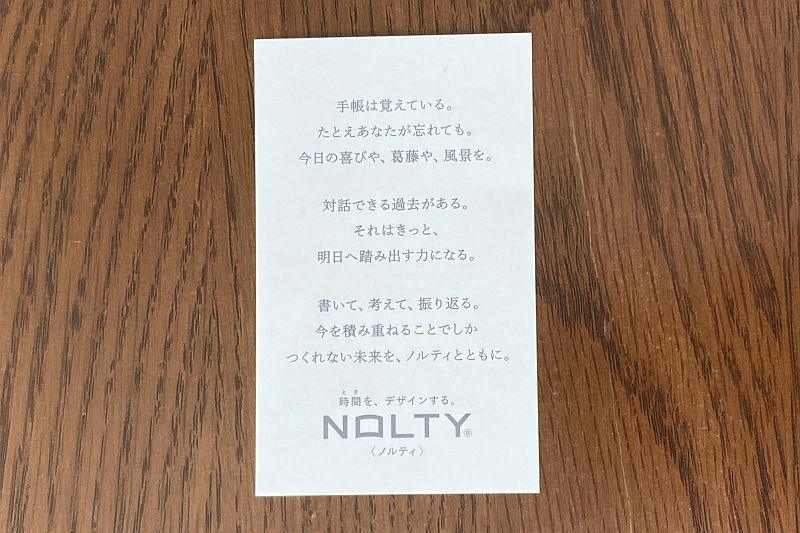 手帳は覚えている。
たとえあなたが忘れても。
今日の喜びや、葛藤や、風景を。
対話できる過去がある。
それはきっと、
明日へ踏み出す力になる。
書いて、考えて、振り返る。
今を積み重ねることでしか
つくれない未来を、ノルティとともに。
とき
時間を、デザインする。
NOLTY®
〈ノルティ〉